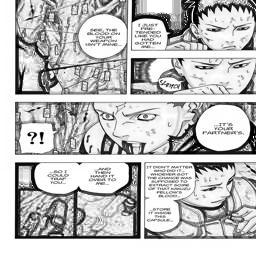 I JUST
PRE-
TENDED
LIKE YOU
HAD
GOTTEN
ME...
SEE, THE
BLOOD ON
YOUR
WEAPON
ISN'T MINE...
...IT'S
YOUR
PARTNER'S.
?!
IT DIDN'T MATTER
WHO DID IT...
WHOEVER GOT
THE CHANCE WAS
SUPPOSED TO
EXTRACT SOME
OF THAT KAKUZU
FELLOW'S
BLOOD...
...STORE
IT INSIDE
THIS
CAPSULE...
...AND
THEN
HAND IT
OVER TO
ME...
...SO I
COULD
TRAP
YOU...